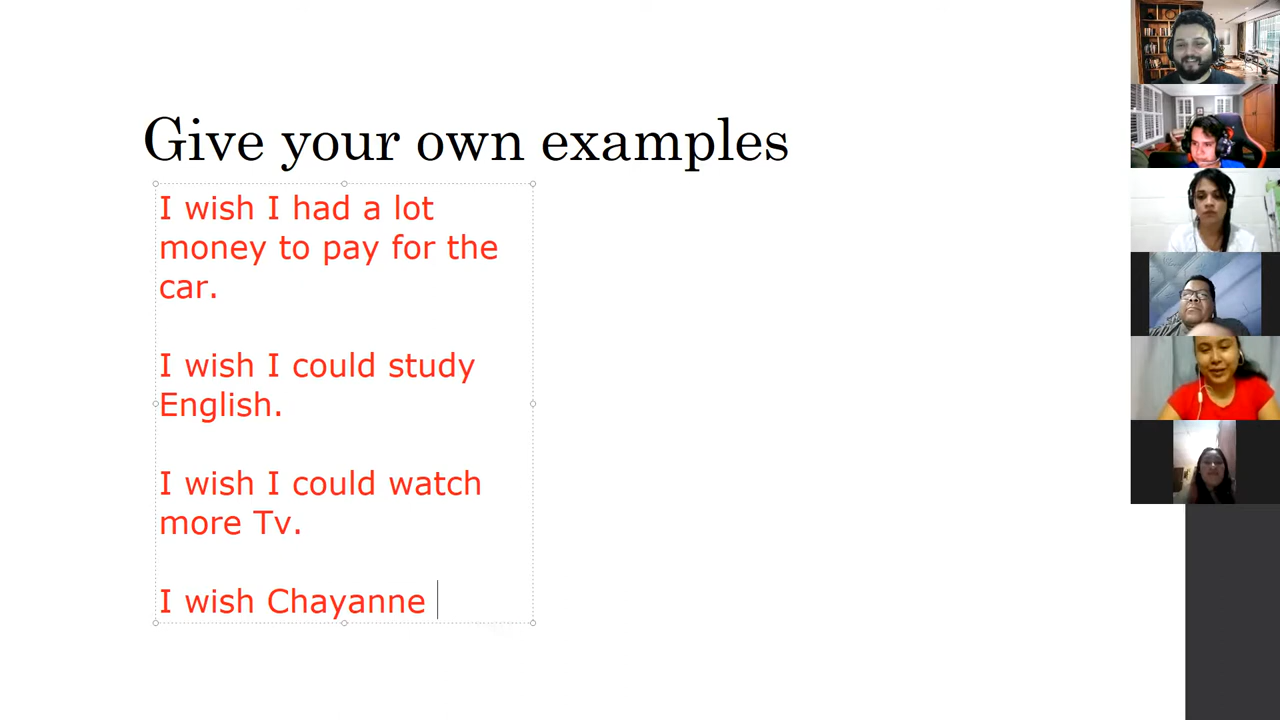 Give your own examples
I wish I had a lot
money to pay for the
car.
I wish I could study
English.
I wish I could watch
more Tv.
I wish Chayanne